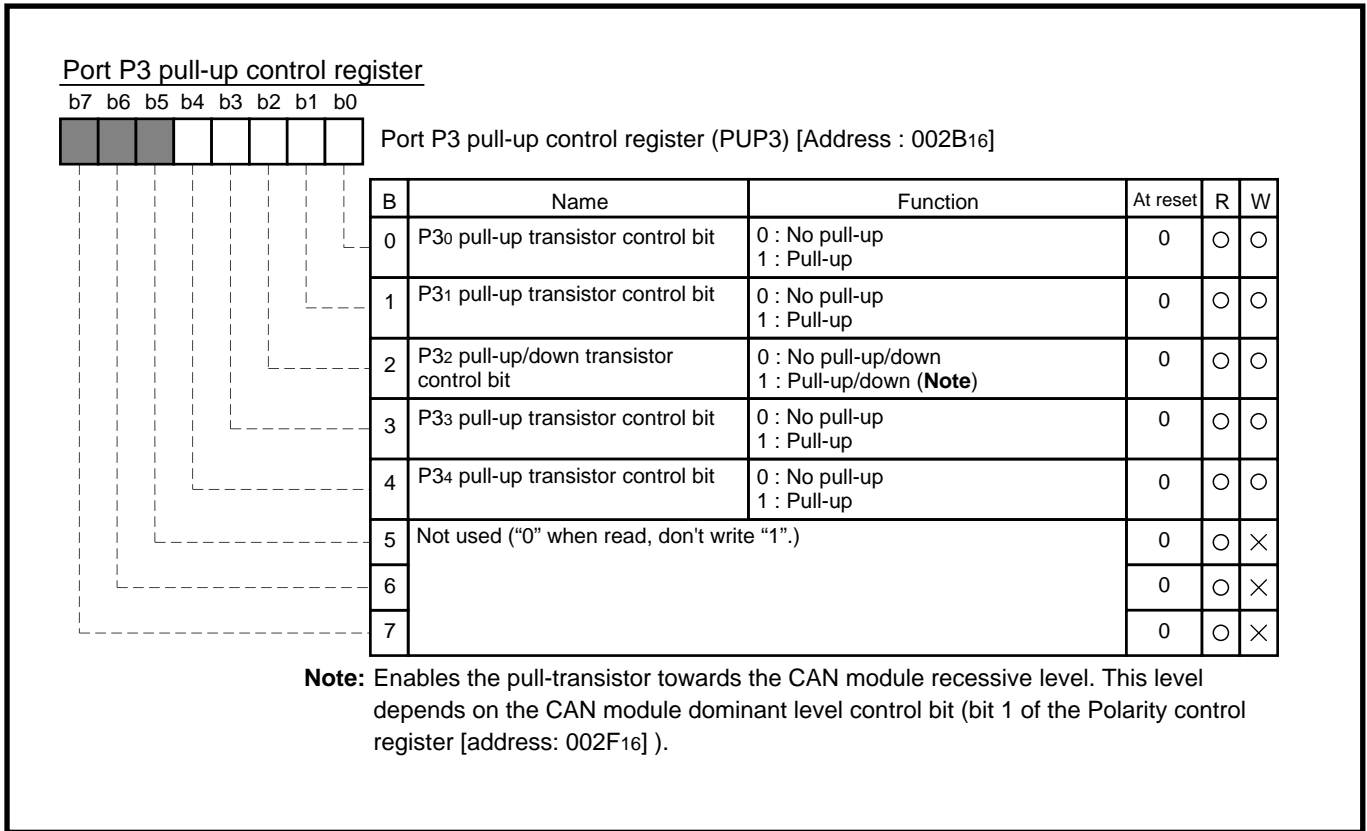 Port P3 pull-up control register
b7 b6 b5 b4 b3 b2 b1 b0
Port P3 pull-up control register (PUP3) [Address : 002B16]
B Name Function At reset R W
0 P30 pull-up transistor control bit 0 : No pull-up 0 ○ ○
1 : Pull-up
1 P31 pull-up transistor control bit 0 : No pull-up 0 ○ ○
1 : Pull-up
2 P32 pull-up/down transistor 0 : No pull-up/down 0 ○ ○
control bit 1 : Pull-up/down (Note)
3 P33 pull-up transistor control bit 0 : No pull-up 0 ○ ○
1 : Pull-up
4 P34 pull-up transistor control bit 0 : No pull-up 0 ○ ○
1 : Pull-up
5 Not used (“0” when read, don't write “1”.) 0 ○ ×
6 0 ○ ×
7 0 ○ ×
Note: Enables the pull-transistor towards the CAN module recessive level. This level
depends on the CAN module dominant level control bit (bit 1 of the Polarity control
register [address: 002F16] ).